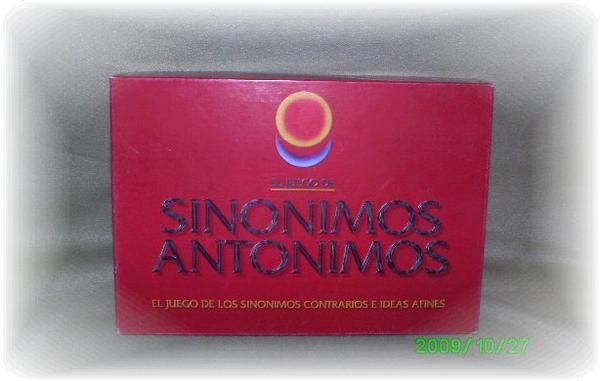 EL JUEGO DE
SINONIMOS
ANTONIMOS
EL JUEGO DE LOS SINONIMOS CONTRARIOS E IDEAS AFINES
2009/10/27